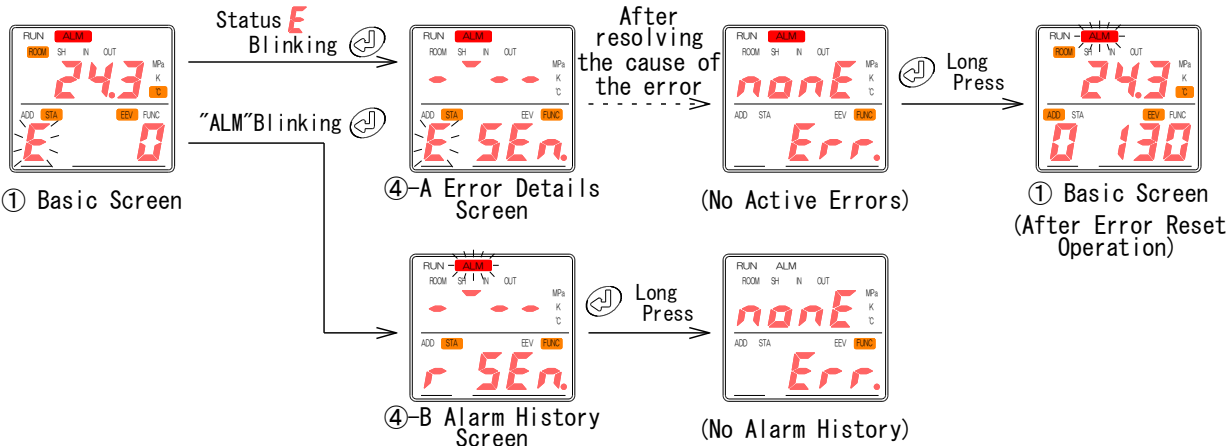 Status E
Blinking
"ALM"Blinking
After
resolving
the cause of
the error
Long
Press
RUN ALM
ROOM SH IN OUT
24.3
MPa
K
℃
ADD STA EEV FUNC
E 0
① Basic Screen
RUN ALM
ROOM SH IN OUT
- - - -
MPa
K
℃
ADD STA EEV FUNC
E SEn.
④-A Error Details
Screen
RUN ALM
ROOM SH IN OUT
nonE
MPa
K
℃
ADD STA EEV FUNC
Err.
(No Active Errors)
RUN ALM
ROOM SH IN OUT
24.3
MPa
K
℃
ADD STA EEV FUNC
0 130
① Basic Screen
(After Error Reset
Operation)
RUN ALM
ROOM SH IN OUT
- - - -
MPa
K
℃
ADD STA EEV FUNC
r SEn.
④-B Alarm History
Screen
Long
Press
RUN ALM
ROOM SH IN OUT
nonE
MPa
K
℃
ADD STA EEV FUNC
Err.
(No Alarm History)